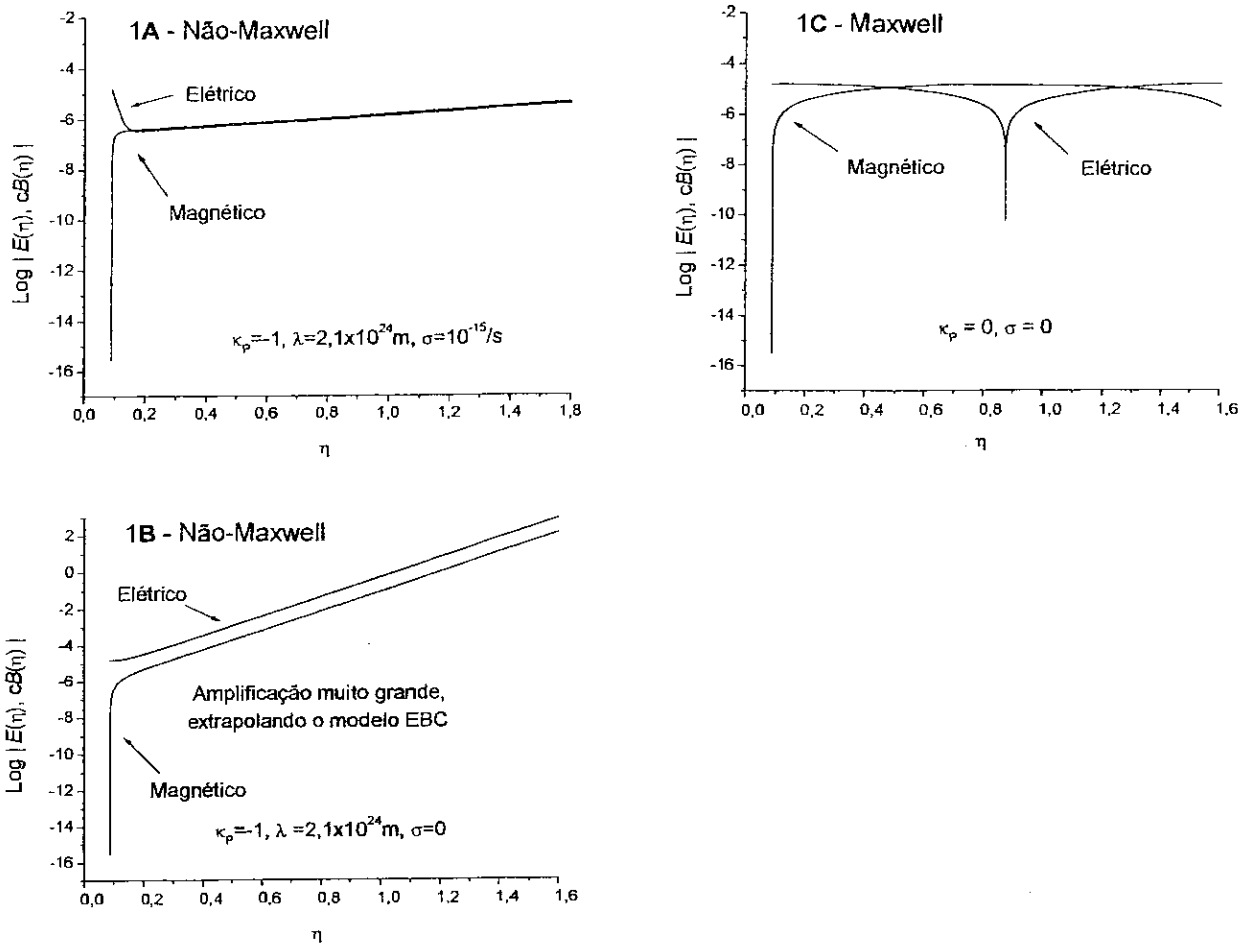 1A - Não-Maxwell
-2
-4
-6
-8
-10
-12
-14
-16
Log | E(η), cB(η) |
Elétrico
Magnético
κₚ=-1, λ=2,1x10²⁴m, σ=10⁻¹⁵/s
0,0 0,2 0,4 0,6 0,8 1,0 1,2 1,4 1,6 1,8
η
1C - Maxwell
-2
-4
-6
-8
-10
-12
-14
-16
Log | E(η), cB(η) |
Magnético
Elétrico
κₚ = 0, σ = 0
0,0 0,2 0,4 0,6 0,8 1,0 1,2 1,4 1,6
η
1B - Não-Maxwell
2
0
-2
-4
-6
-8
-10
-12
-14
-16
Log | E(η), cB(η) |
Elétrico
Amplificação muito grande,
extrapolando o modelo EBC
Magnético
κₚ=-1, λ =2,1x10²⁴m, σ=0
0,0 0,2 0,4 0,6 0,8 1,0 1,2 1,4 1,6
η